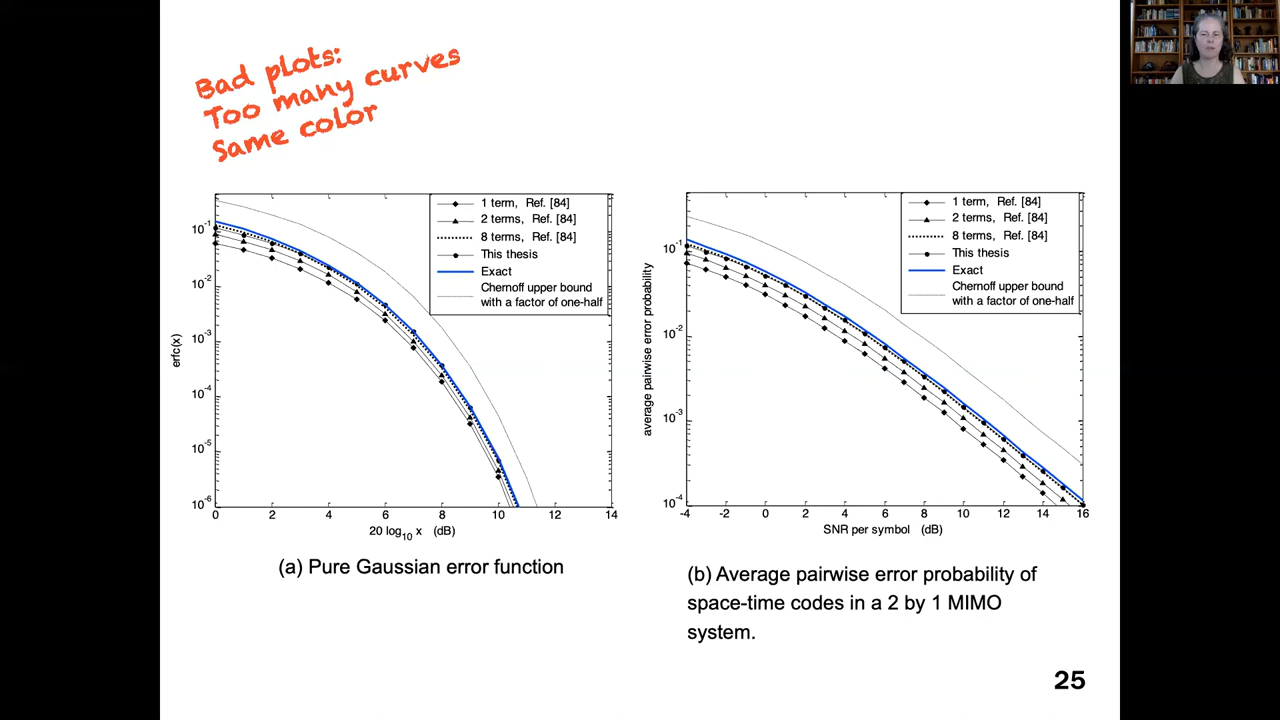 Bad plots:
Too many curves
Same color
1 term, Ref. [84]
2 terms, Ref. [84]
8 terms, Ref. [84]
This thesis
Exact
Chernoff upper bound
with a factor of one-half
10-1
10-2
10-3
10-4
10-5
10-6
erfc(x)
0 2 4 6 8 10 12 14
20 log10 x (dB)
(a) Pure Gaussian error function
1 term, Ref. [84]
2 terms, Ref. [84]
8 terms, Ref. [84]
This thesis
Exact
Chernoff upper bound
with a factor of one-half
10-1
10-2
10-3
10-4
average pairwise error probability
-4 -2 0 2 4 6 8 10 12 14 16
SNR per symbol (dB)
(b) Average pairwise error probability of
space-time codes in a 2 by 1 MIMO
system.
25